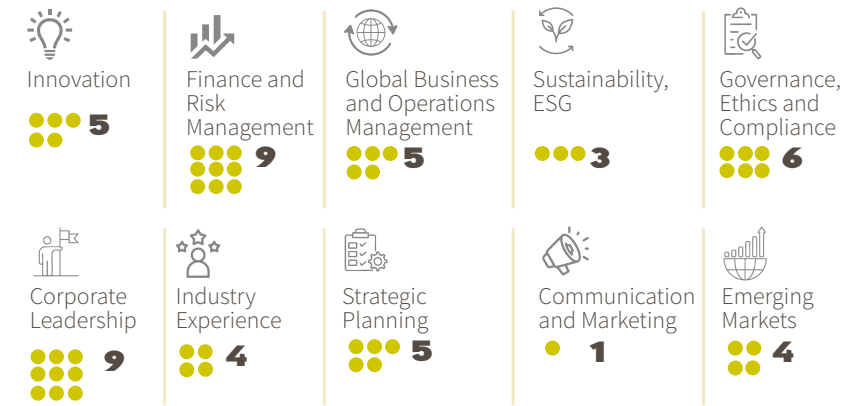 Innovation
5
Finance and
Risk
Management
9
Global Business
and Operations
Management
5
Sustainability,
ESG
3
Governance,
Ethics and
Compliance
6
Corporate
Leadership
9
Industry
Experience
4
Strategic
Planning
5
Communication
and Marketing
1
Emerging
Markets
4